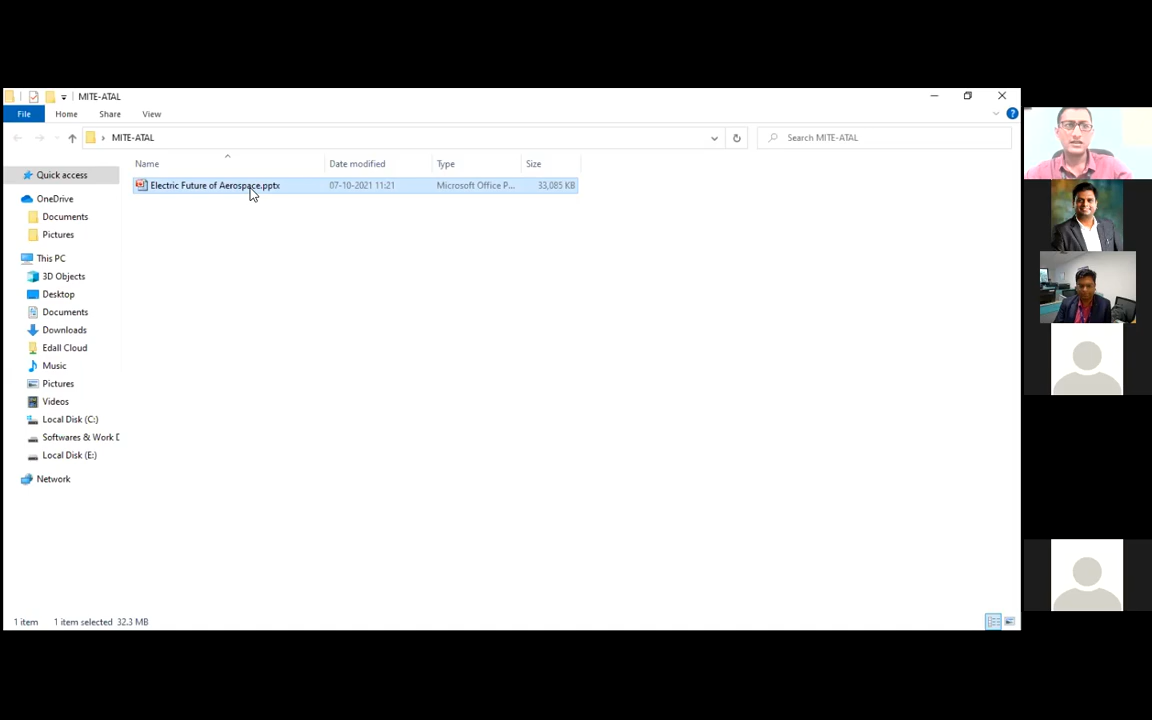 MITE-ATAL
File Home Share View
MITE-ATAL
Search MITE-ATAL
Name Date modified Type Size
Electric Future of Aerospace.pptx 07-10-2021 11:21 Microsoft Office P... 33,085 KB
Quick access
OneDrive
Documents
Pictures
This PC
3D Objects
Desktop
Documents
Downloads
Edall Cloud
Music
Pictures
Videos
Local Disk (C:)
Softwares & Work D
Local Disk (E:)
Network
1 item 1 item selected 32.3 MB